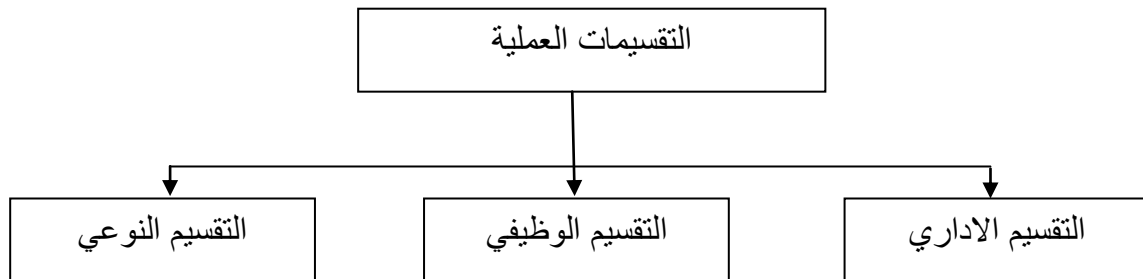 التقسيمات العملية
التقسيم الاداري
التقسيم الوظيفي
التقسيم النوعي